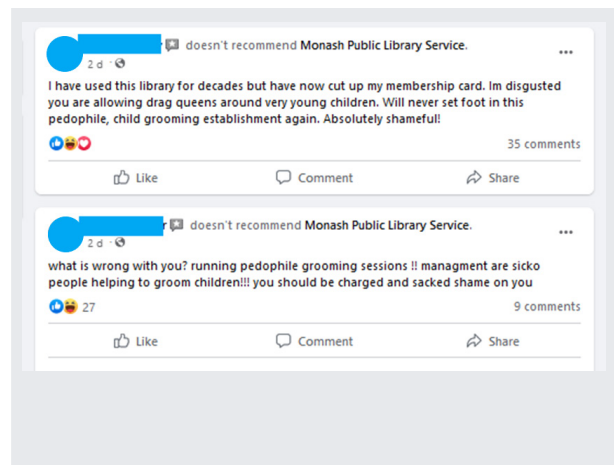 doesn't recommend Monash Public Library Service.
2 d
I have used this library for decades but have now cut up my membership card. Im disgusted
you are allowing drag queens around very young children. Will never set foot in this
pedophile, child grooming establishment again. Absolutely shameful!
35 comments
Like Comment Share
doesn't recommend Monash Public Library Service.
2 d
what is wrong with you? running pedophile grooming sessions !! managment are sicko
people helping to groom children!!! you should be charged and sacked shame on you
27 9 comments
Like Comment Share